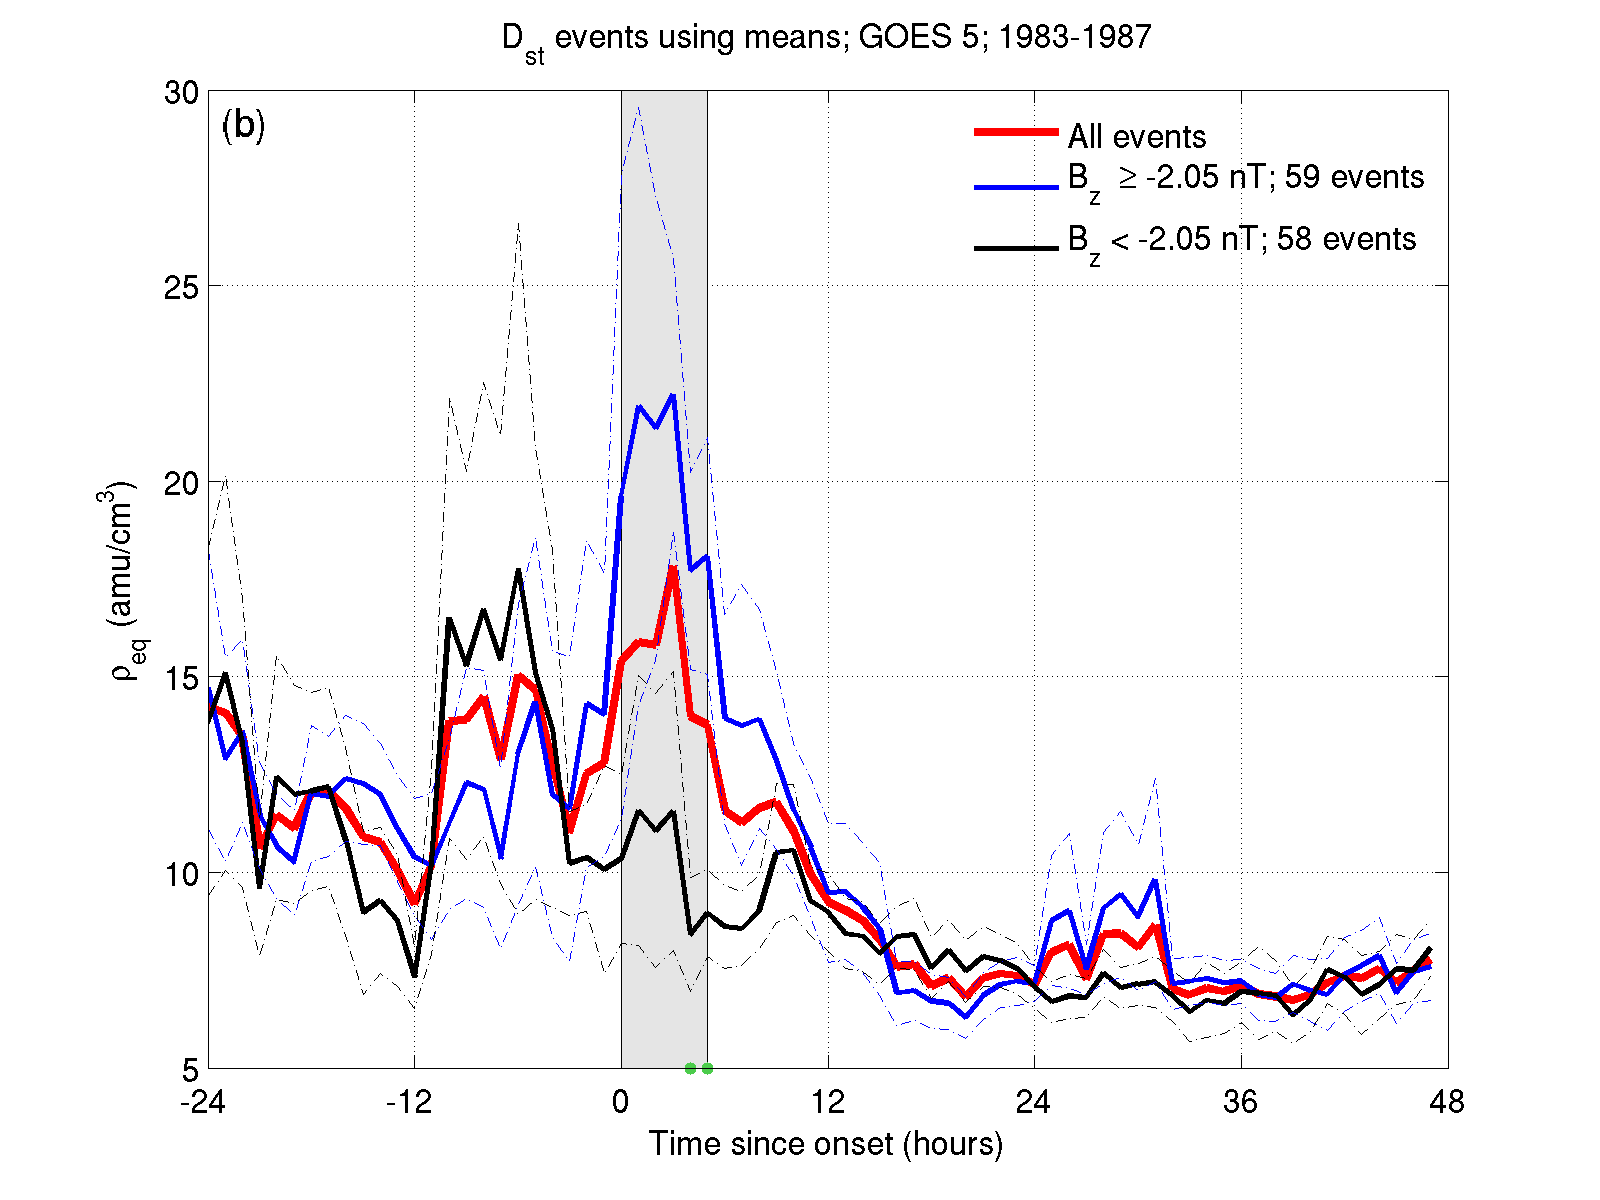 D_st events using means; GOES 5; 1983-1987
(b)
All events
B_z ≥ -2.05 nT; 59 events
B_z < -2.05 nT; 58 events
30
25
20
15
10
5
ρ_eq (amu/cm^3)
-24 -12 0 12 24 36 48
Time since onset (hours)